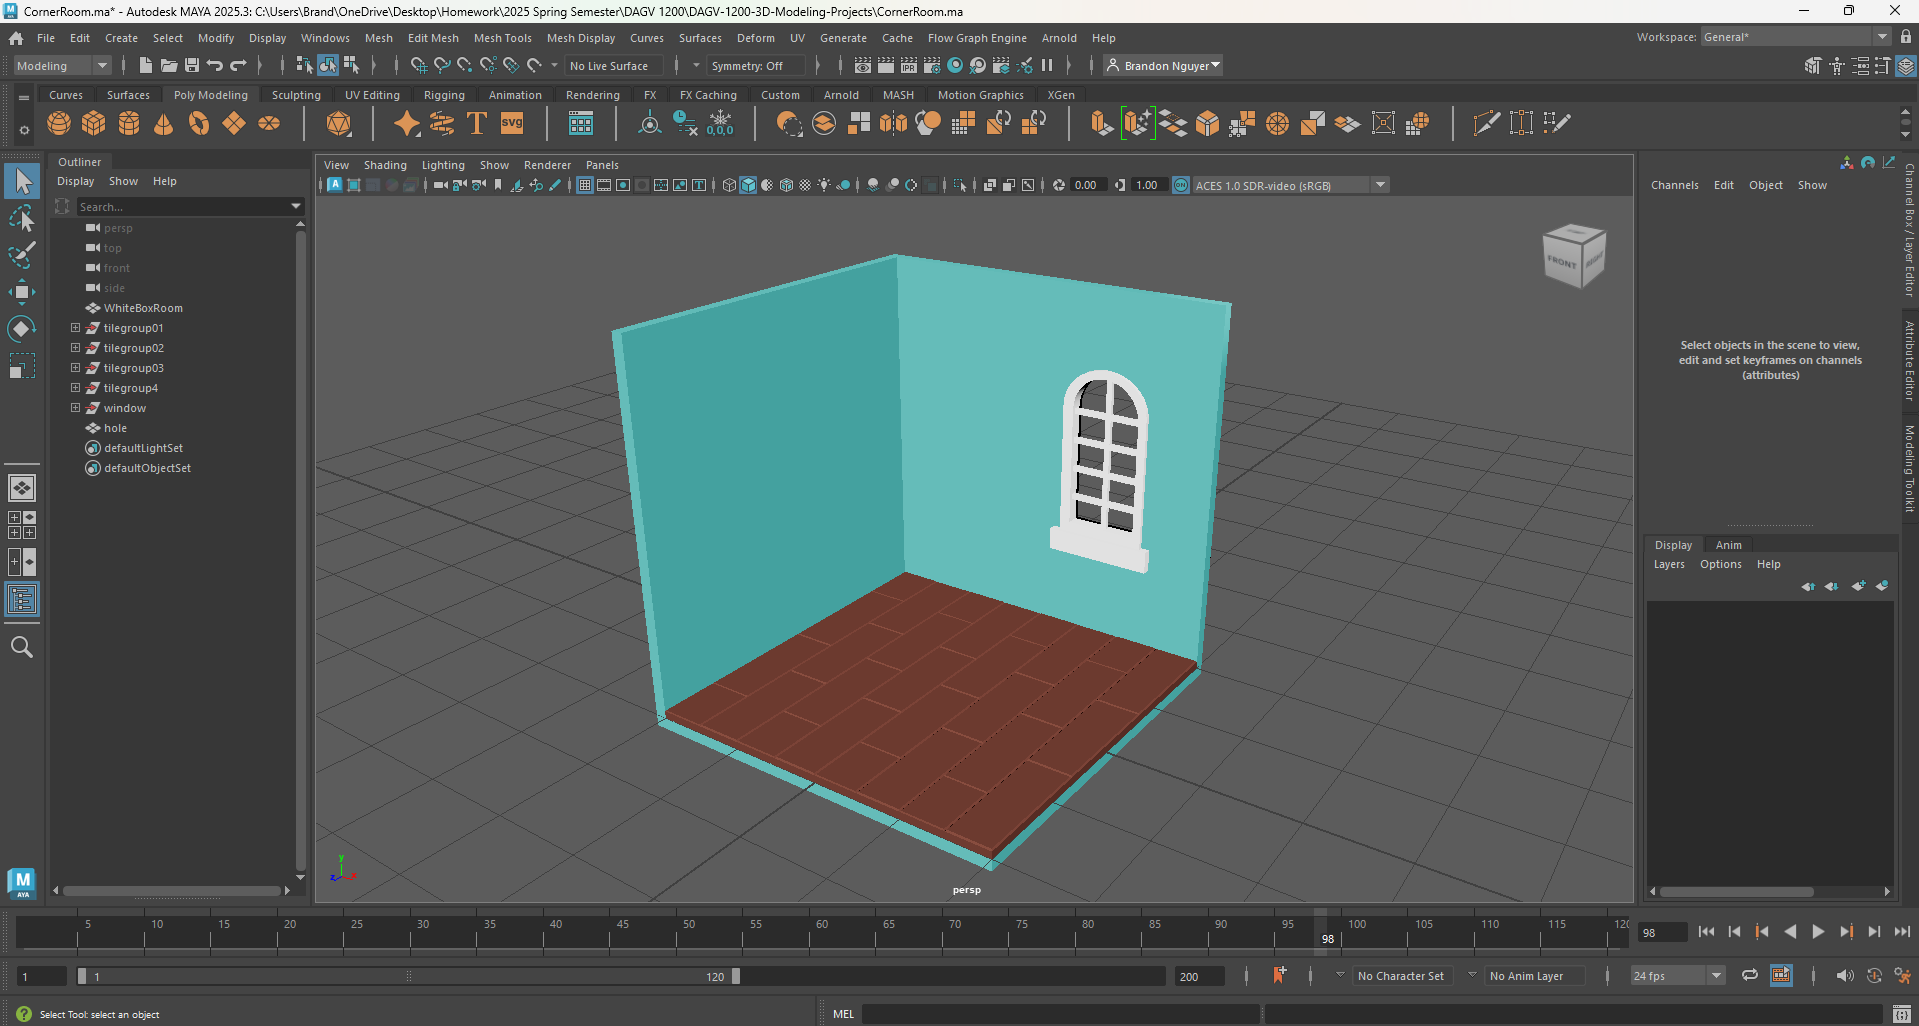 CornerRoom.ma* - Autodesk MAYA 2025.3: C:\Users\Brand\OneDrive\Desktop\Homework\2025 Spring Semester\DAGV 1200\DAGV-1200-3D-Modeling-Projects\CornerRoom.ma
File Edit Create Select Modify Display Windows Mesh Edit Mesh Mesh Tools Mesh Display Curves Surfaces Deform UV Generate Cache Flow Graph Engine Arnold Help
Workspace: General*
Modeling
No Live Surface
Symmetry: Off
IPR
Brandon Nguyer
Curves Surfaces Poly Modeling Sculpting UV Editing Rigging Animation Rendering FX FX Caching Custom Arnold MASH Motion Graphics XGen
T
SVG
0,0,0
Outliner
Display Show Help
Search...
persp
top
front
side
WhiteBoxRoom
tilegroup01
tilegroup02
tilegroup03
tilegroup4
window
hole
defaultLightSet
defaultObjectSet
View Shading Lighting Show Renderer Panels
0.00
1.00
ACES 1.0 SDR-video (sRGB)
FRONT
RIGHT
y
z
x
persp
Channels Edit Object Show
Select objects in the scene to view,
edit and set keyframes on channels
(attributes)
Channel Box / Layer Editor
Attribute Editor
Modeling Toolkit
Display Anim
Layers Options Help
M
AYA
5 10 15 20 25 30 35 40 45 50 55 60 65 70 75 80 85 90 95 100 105 110 115 120
98
98
1
1
120
200
No Character Set
No Anim Layer
24 fps
Select Tool: select an object
MEL